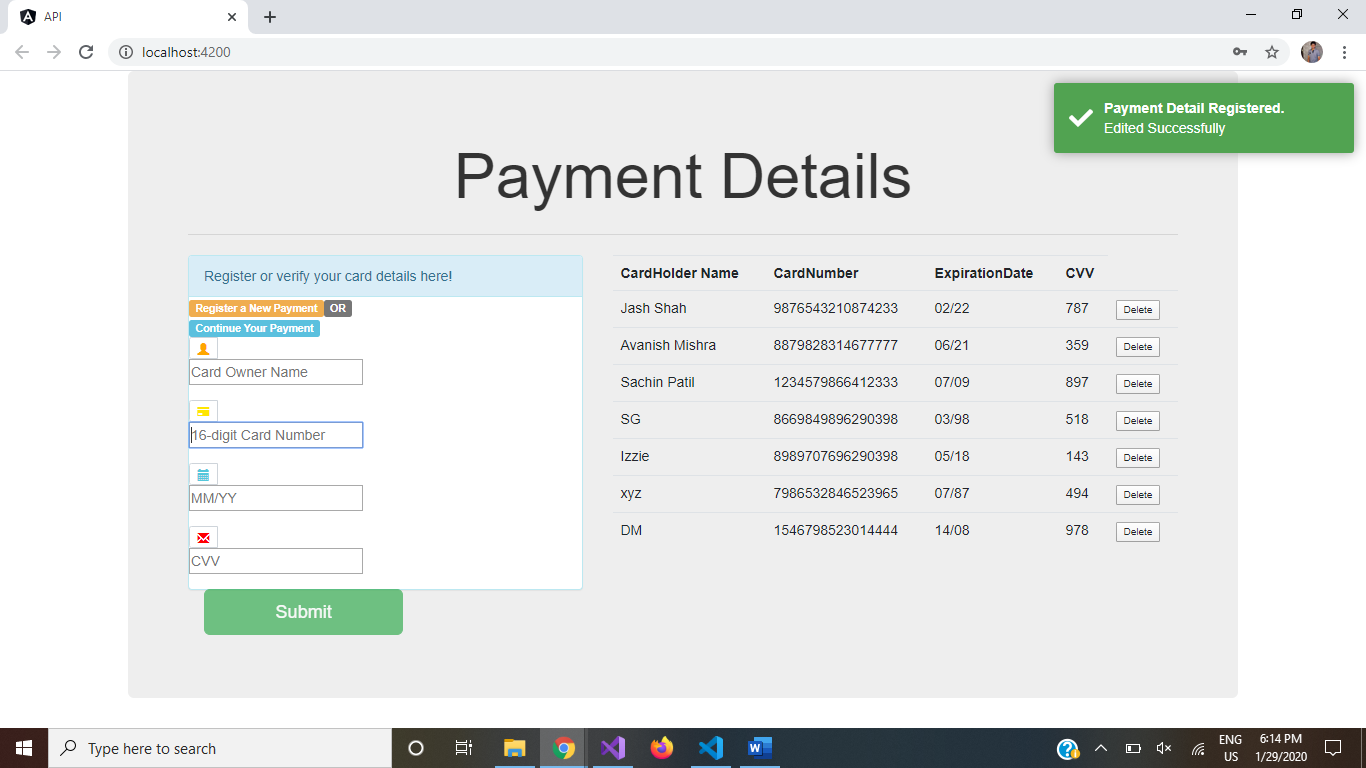 API
localhost:4200
Payment Detail Registered.
Edited Successfully
Payment Details
Register or verify your card details here!
Register a New Payment OR
Continue Your Payment
Card Owner Name
16-digit Card Number
MM/YY
CVV
Submit
CardHolder Name CardNumber ExpirationDate CVV
Jash Shah 9876543210874233 02/22 787 Delete
Avanish Mishra 8879828314677777 06/21 359 Delete
Sachin Patil 1234579866412333 07/09 897 Delete
SG 8669849896290398 03/98 518 Delete
Izzie 8989707696290398 05/18 143 Delete
xyz 7986532846523965 07/87 494 Delete
DM 1546798523014444 14/08 978 Delete
Type here to search
ENG
US
6:14 PM
1/29/2020